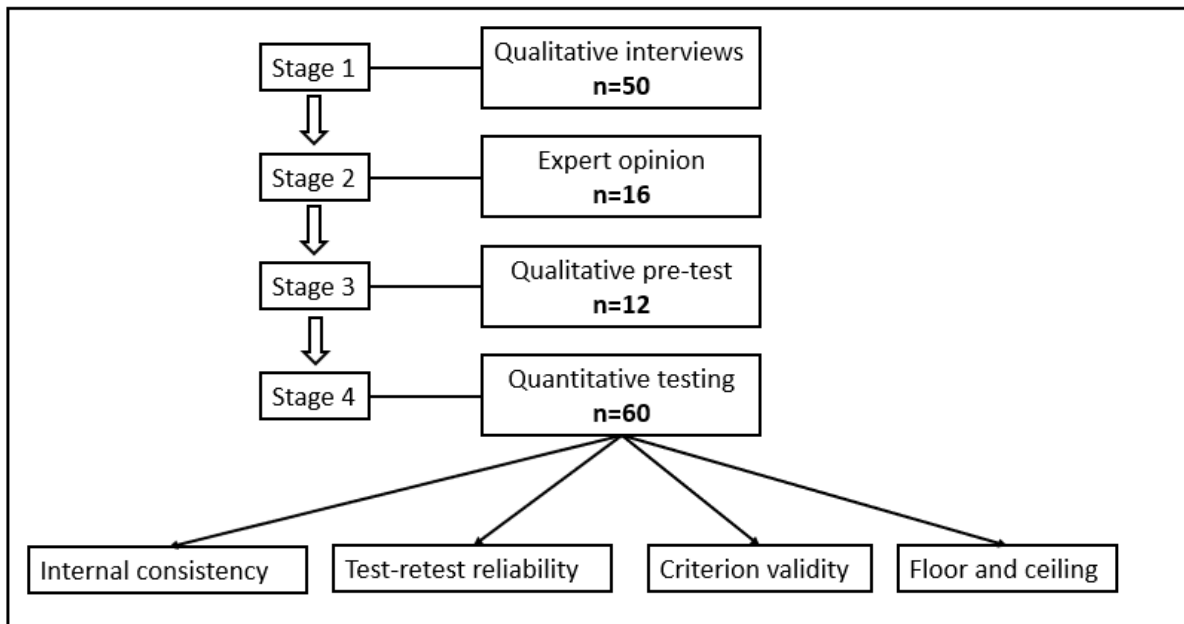 Stage 1
Qualitative interviews
n=50
Stage 2
Expert opinion
n=16
Stage 3
Qualitative pre-test
n=12
Stage 4
Quantitative testing
n=60
Internal consistency
Test-retest reliability
Criterion validity
Floor and ceiling